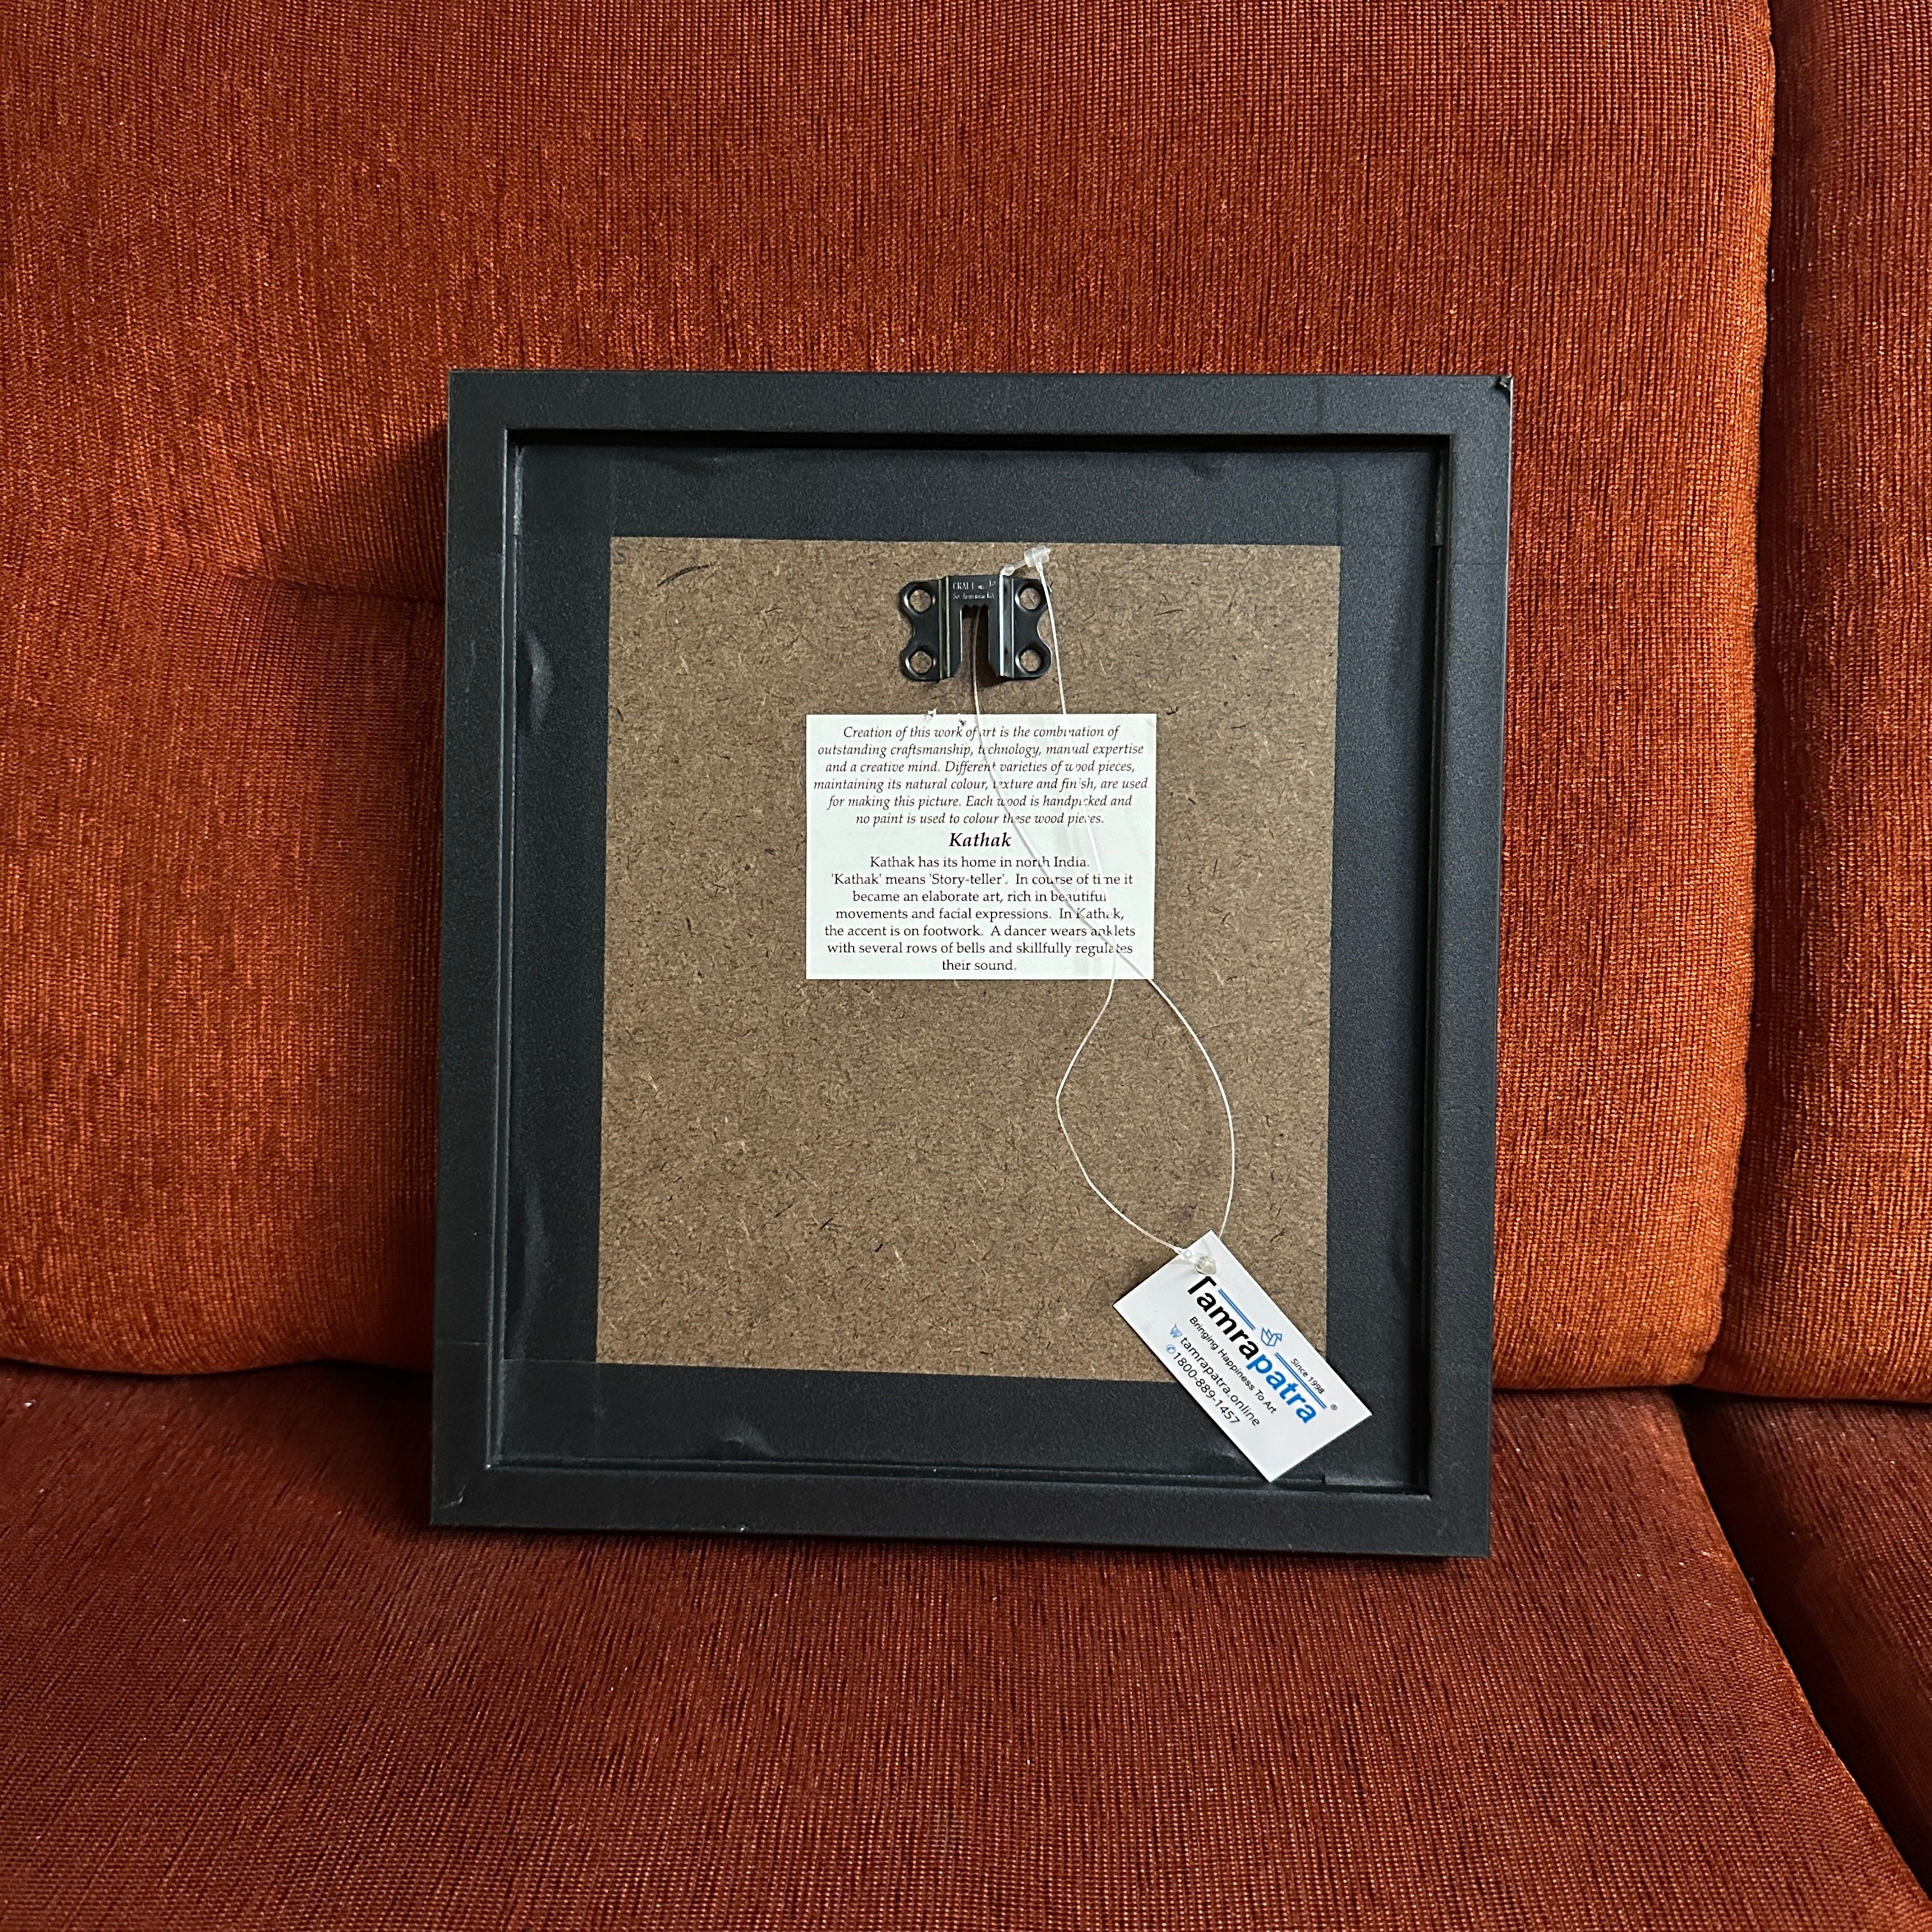 Creation of this work of art is the combination of
outstanding craftsmanship, technology, manual expertise
and a creative mind. Different varieties of wood pieces,
maintaining its natural colour, texture and finish, are used
for making this picture. Each wood is handpicked and
no paint is used to colour these wood pieces.
Kathak
Kathak has its home in north India.
'Kathak' means 'Story-teller'. In course of time it
became an elaborate art, rich in beautiful
movements and facial expressions. In Kathak,
the accent is on footwork. A dancer wears anklets
with several rows of bells and skillfully regulates
their sound.
Since 1998
Tamrapatra®
Bringing Happiness To Art
tamrapatra.online
1800-889-1457